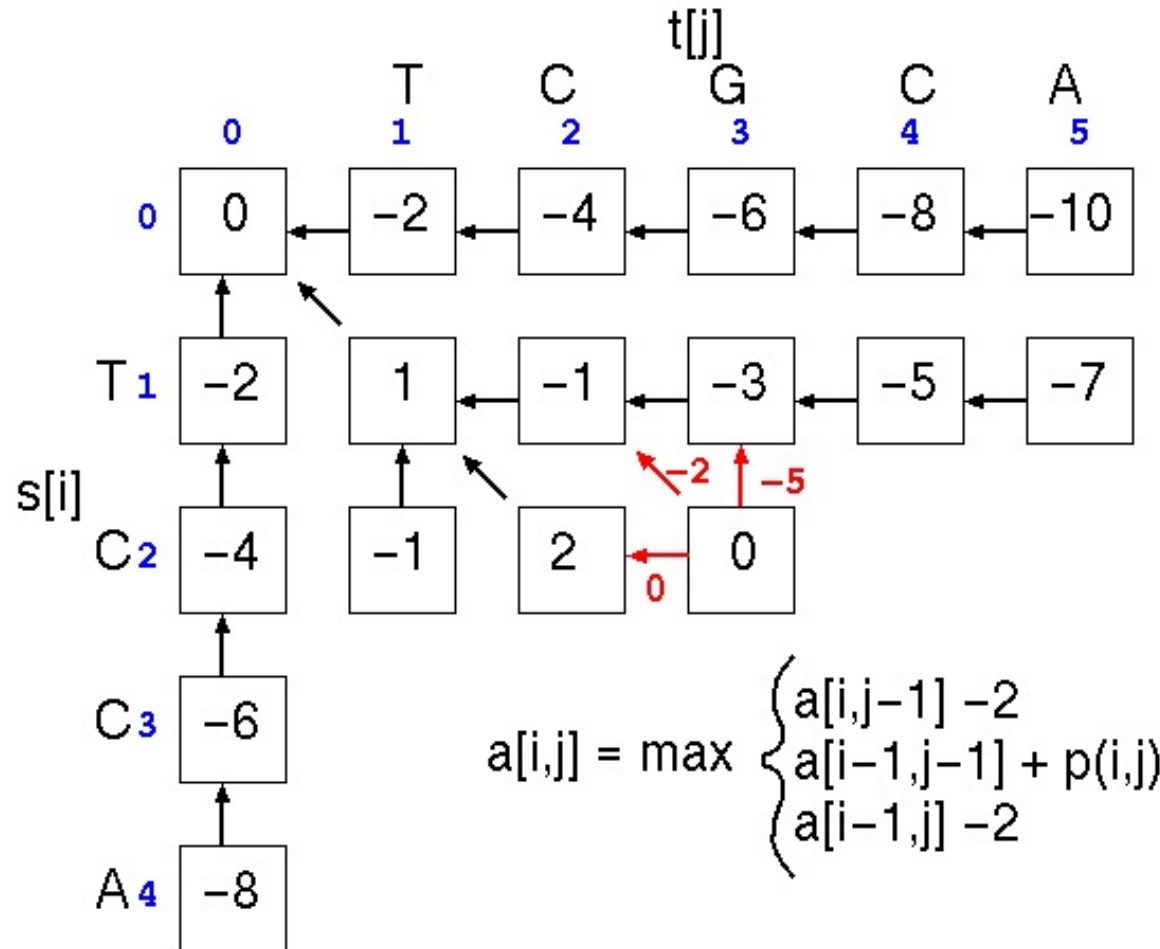 t[j]
T C G C A
0 1 2 3 4 5
0 0 −2 −4 −6 −8 −10
T 1 −2 1 −1 −3 −5 −7
−2 −5
s[i]
C 2 −4 −1 2 0
0
C 3 −6
a[i,j] = max
a[i,j−1] −2
a[i−1,j−1] + p(i,j)
a[i−1,j] −2
A 4 −8